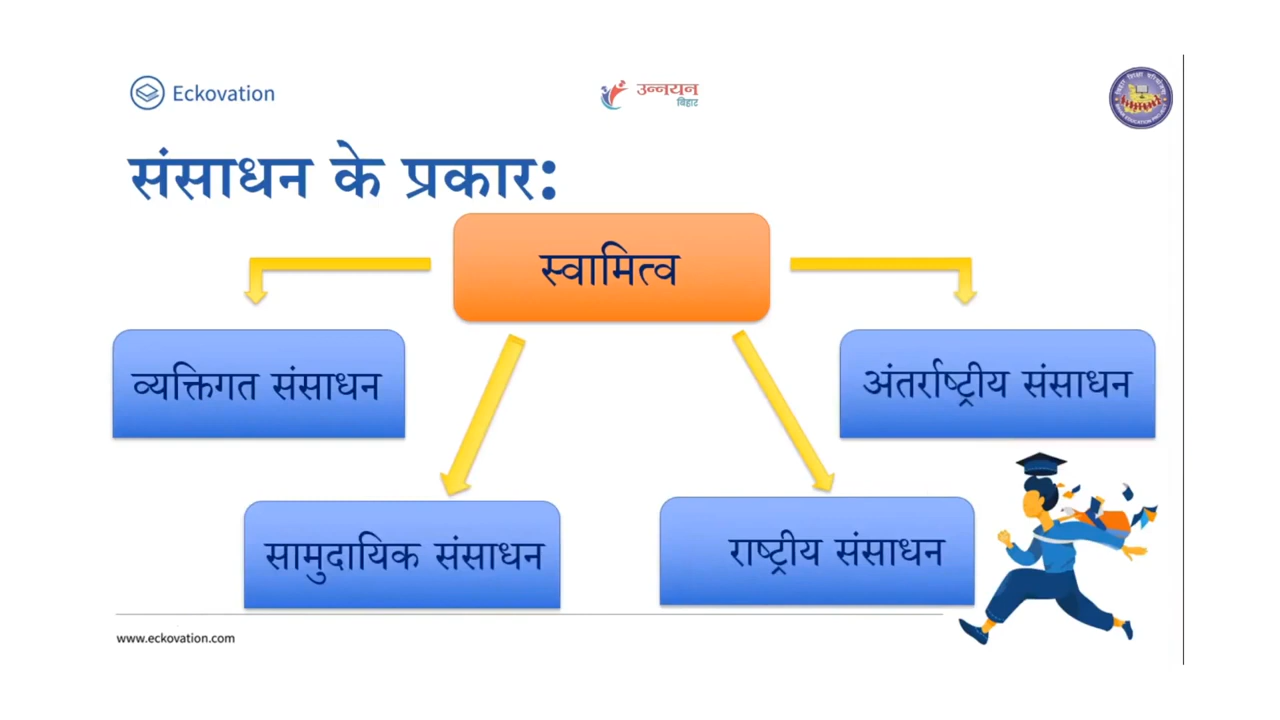 Eckovation
उन्नयन
बिहार
संसाधन के प्रकार:
स्वामित्व
व्यक्तिगत संसाधन
अंतर्राष्ट्रीय संसाधन
सामुदायिक संसाधन
राष्ट्रीय संसाधन
www.eckovation.com